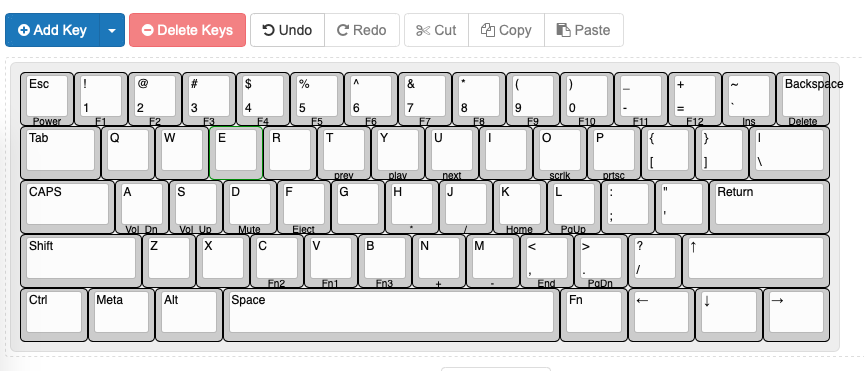 Add Key Delete Keys Undo Redo Cut Copy Paste
Esc ! @ # $ % ^ & * ( ) _ + ~ Backspace
1 2 3 4 5 6 7 8 9 0 - = `
Power F1 F2 F3 F4 F5 F6 F7 F8 F9 F10 F11 F12 Ins Delete
Tab Q W E R T Y U I O P { } |
[ ] \
prev play next scrlk prtsc
CAPS A S D F G H J K L : " Return
; '
Vol_Dn Vol_Up Mute Eject * / Home PgUp
Shift Z X C V B N M < > ? ↑
, . /
Fn2 Fn1 Fn3 + - End PgDn
Ctrl Meta Alt Space Fn ← ↓ →